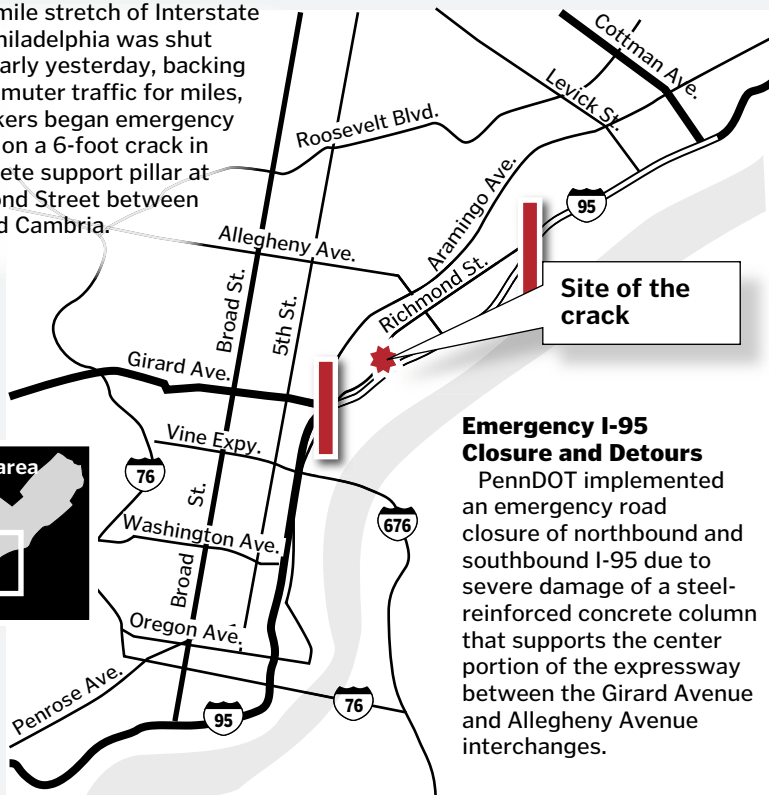 mile stretch of Interstate
hiladelphia was shut
arly yesterday, backing
muter traffic for miles,
kers began emergency
on a 6-foot crack in
ete support pillar at
ond Street between
d Cambria.
Cottman Ave.
Levick St.
Roosevelt Blvd.
Aramingo Ave.
95
Allegheny Ave.
Richmond St.
Broad St.
5th St.
Site of the
crack
Girard Ave.
Vine Expy.
area
76
676
Washington Ave.
Broad St.
Oregon Ave.
Penrose Ave.
95
76
Emergency I-95
Closure and Detours
PennDOT implemented
an emergency road
closure of northbound and
southbound I-95 due to
severe damage of a steel-
reinforced concrete column
that supports the center
portion of the expressway
between the Girard Avenue
and Allegheny Avenue
interchanges.